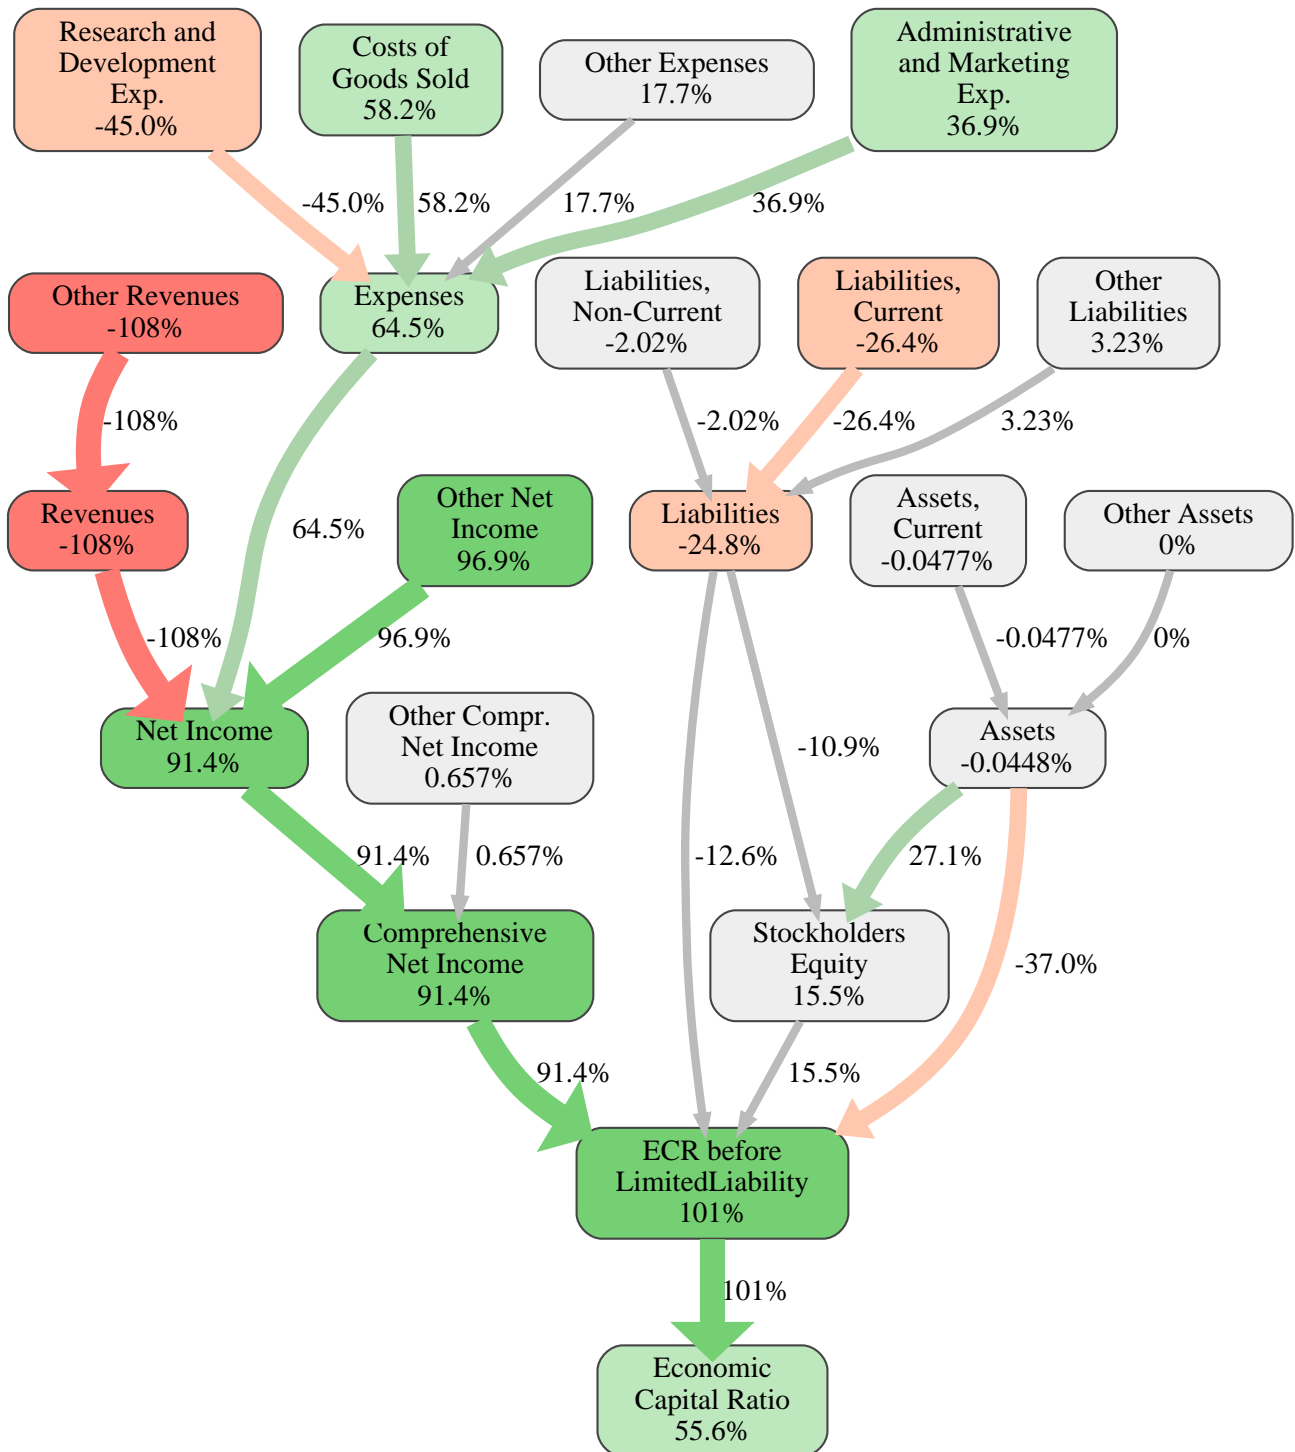 Research and
Development
Exp.
-45.0%
Costs of
Goods Sold
58.2%
Other Expenses
17.7%
Administrative
and Marketing
Exp.
36.9%
-45.0%
58.2%
17.7%
36.9%
Other Revenues
-108%
Expenses
64.5%
Liabilities,
Non-Current
-2.02%
Liabilities,
Current
-26.4%
Other
Liabilities
3.23%
-108%
-2.02%
-26.4%
3.23%
Revenues
-108%
64.5%
Other Net
Income
96.9%
Liabilities
-24.8%
Assets,
Current
-0.0477%
Other Assets
0%
-108%
96.9%
-0.0477%
0%
Net Income
91.4%
Other Compr.
Net Income
0.657%
-10.9%
Assets
-0.0448%
91.4%
0.657%
-12.6%
27.1%
Comprehensive
Net Income
91.4%
Stockholders
Equity
15.5%
-37.0%
91.4%
15.5%
ECR before
LimitedLiability
101%
101%
Economic
Capital Ratio
55.6%